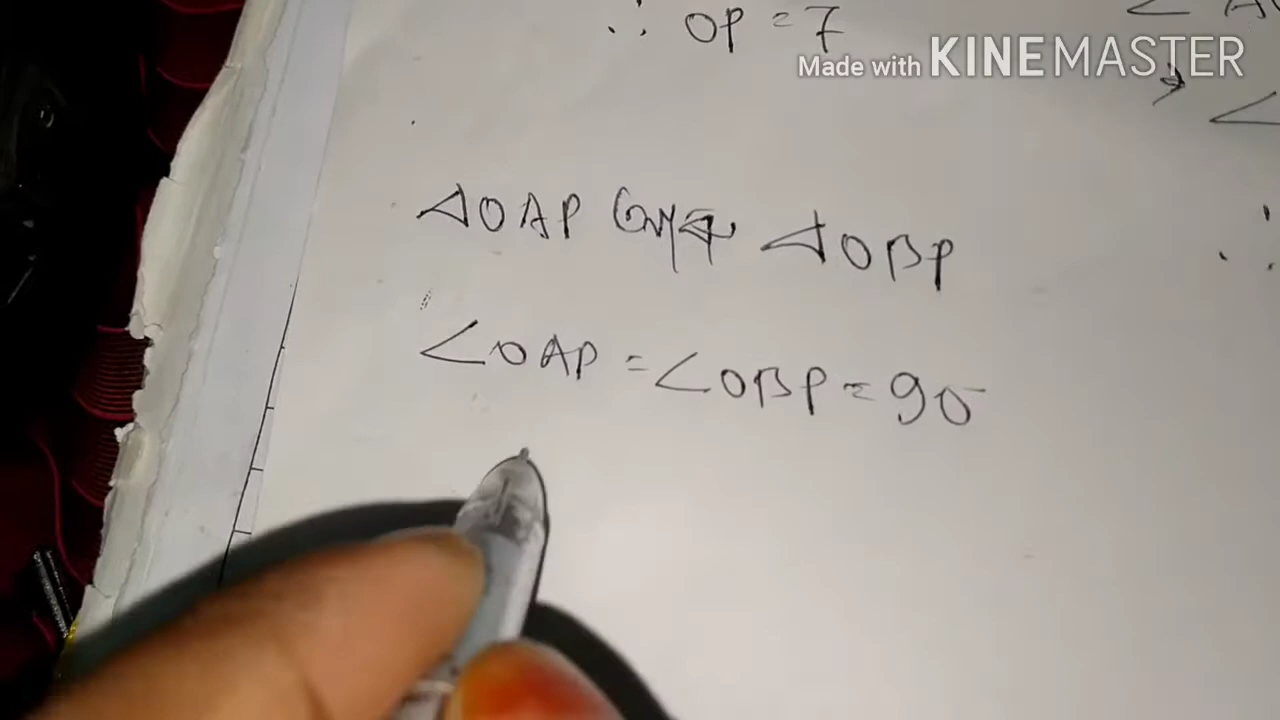 ∴ OP = 7
Made with KINEMASTER
∠A
⇒ ∠
△OAP এবং △OBP
∠OAP = ∠OBP = 90°